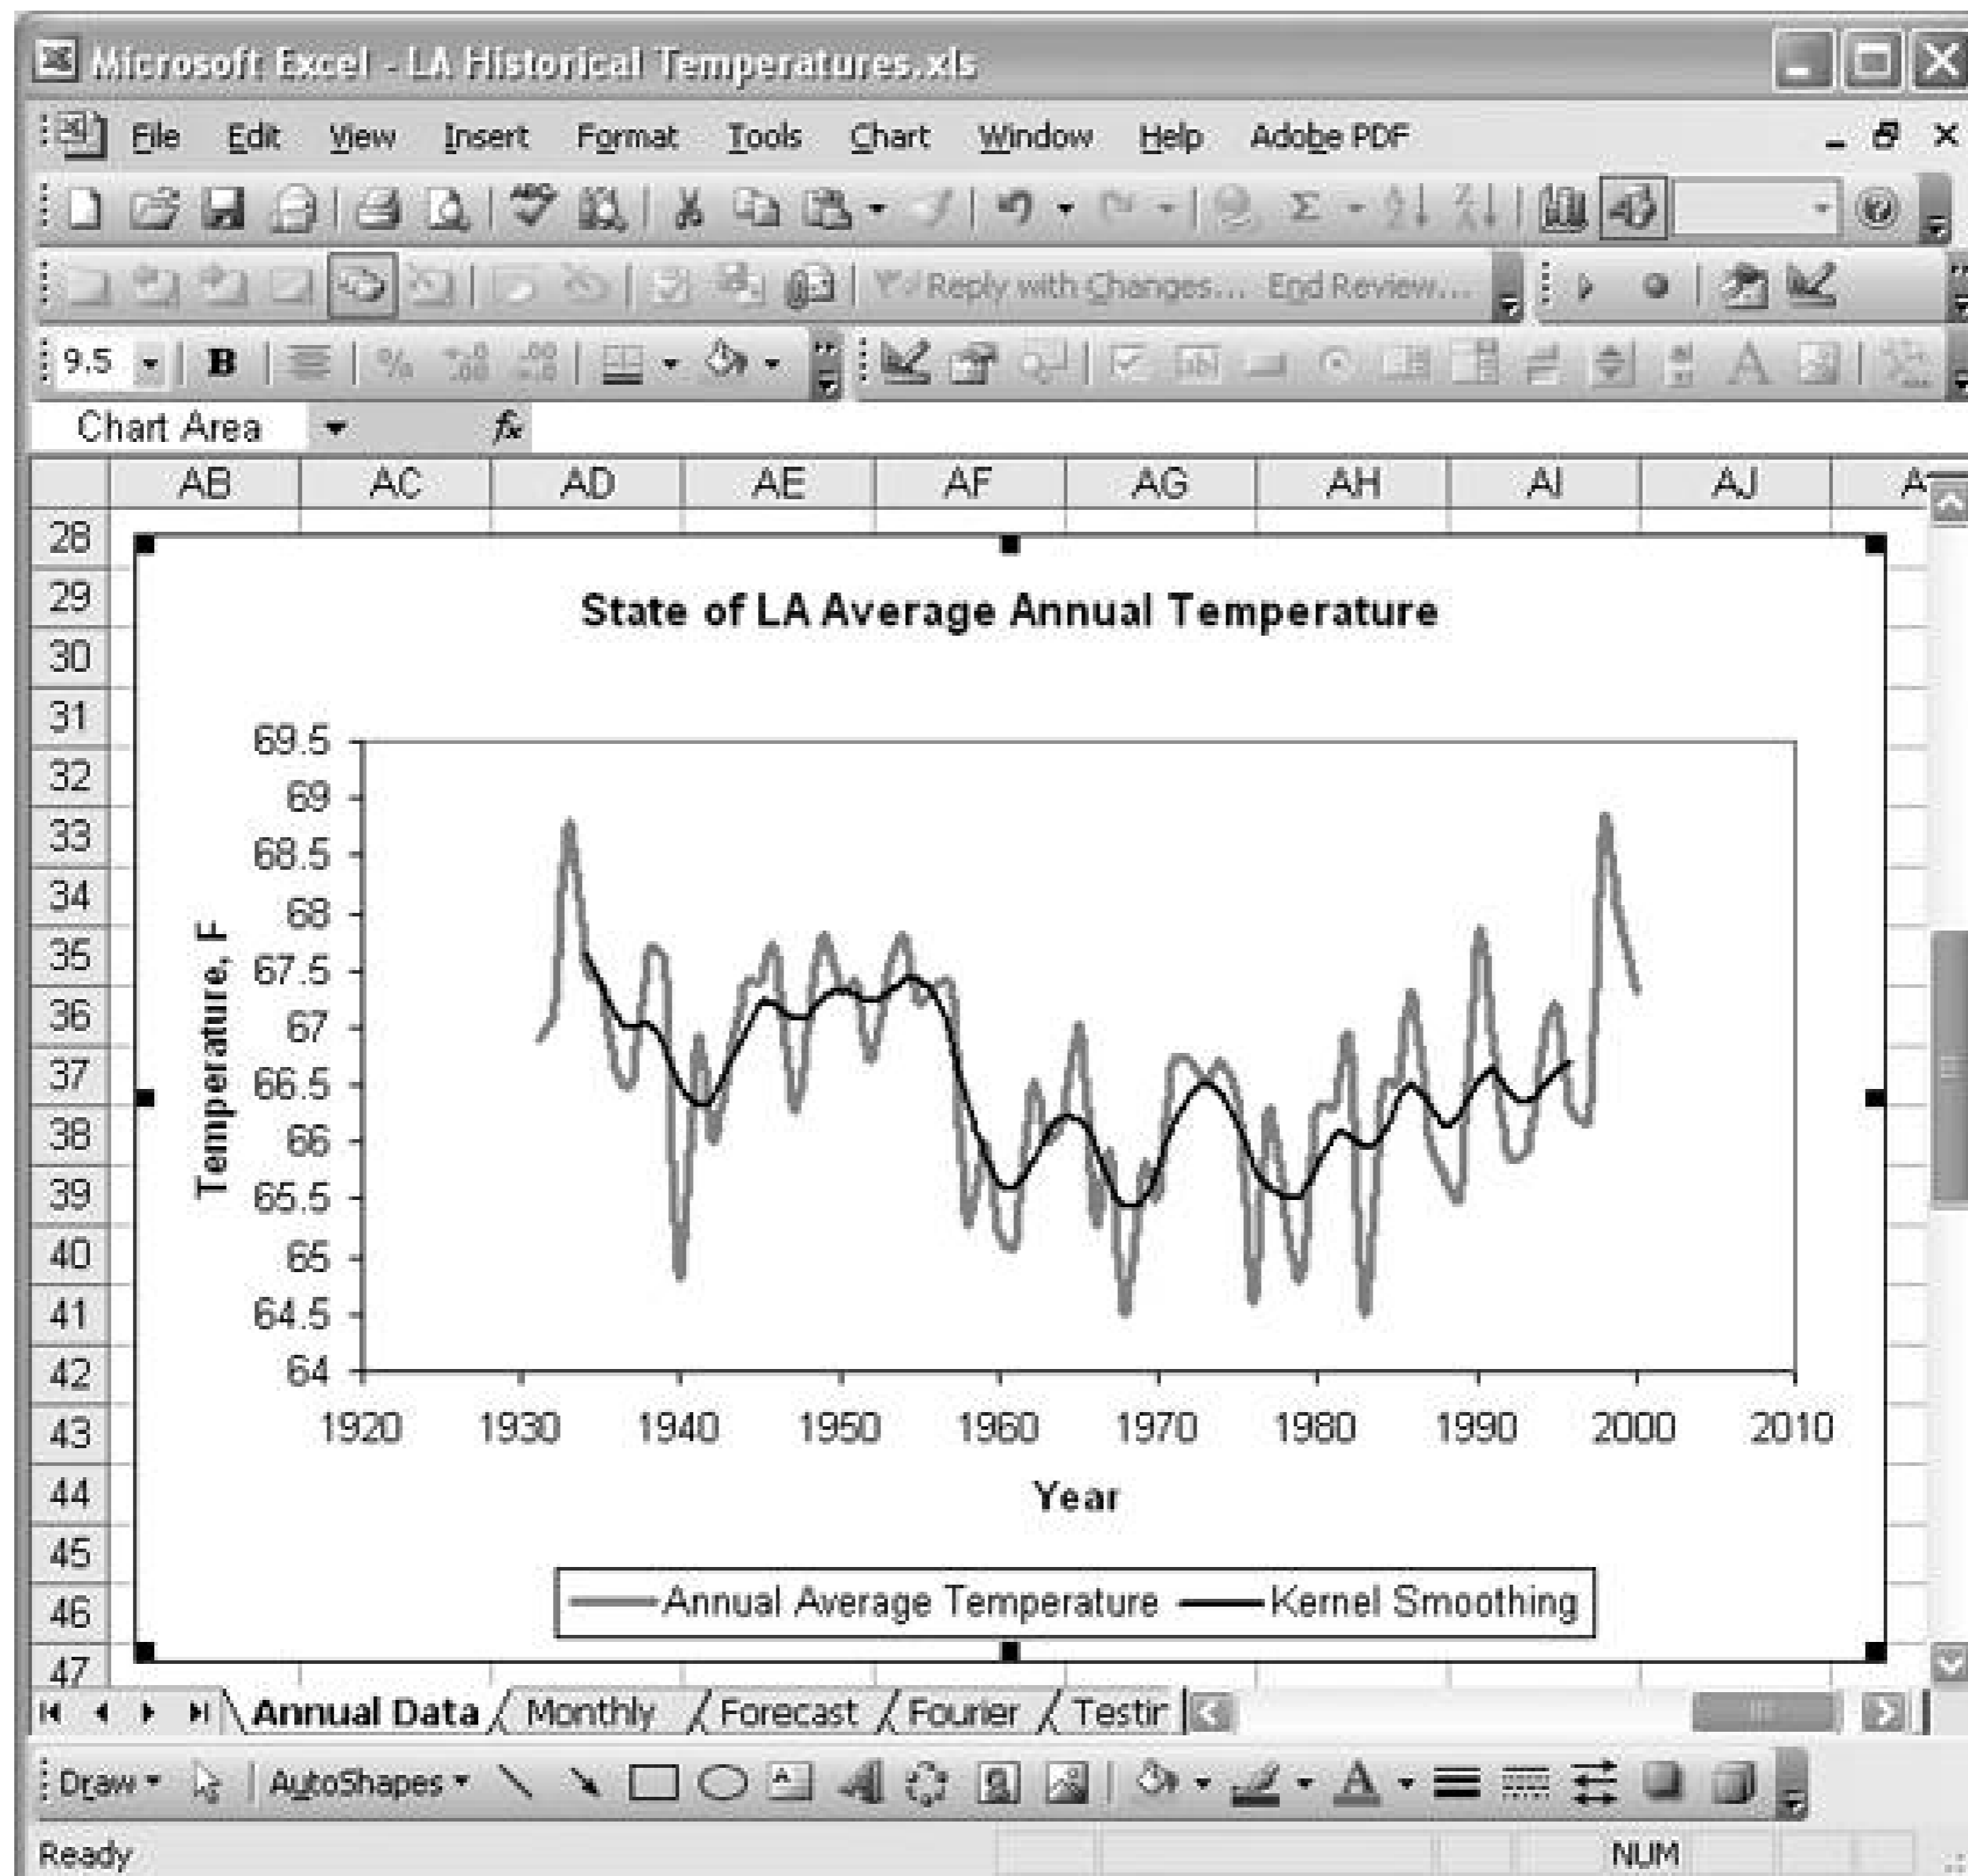 Microsoft Excel - LA Historical Temperatures.xls
File Edit View Insert Format Tools Chart Window Help Adobe PDF
Reply with Changes... End Review...
9.5 B
Chart Area fx
AB AC AD AE AF AG AH AI AJ
28
29
30
31
32
33
34
35
36
37
38
39
40
41
42
43
44
45
46
47
State of LA Average Annual Temperature
Temperature, F
69.5
69
68.5
68
67.5
67
66.5
66
65.5
65
64.5
64
1920 1930 1940 1950 1960 1970 1980 1990 2000 2010
Year
Annual Average Temperature Kernel Smoothing
Annual Data Monthly Forecast Fourier Testin
Draw AutoShapes
Ready NUM